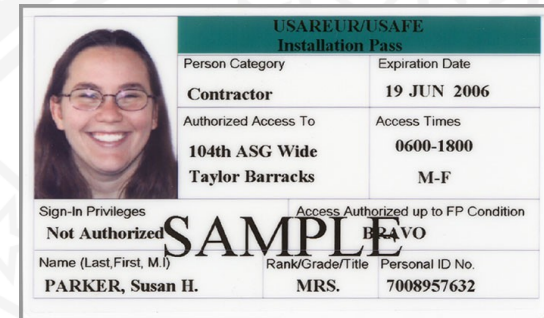 USAREUR/USAFE
Installation Pass
Person Category
Expiration Date
Contractor
19 JUN 2006
Authorized Access To
Access Times
104th ASG Wide
0600-1800
Taylor Barracks
M-F
Sign-In Privileges
Access Authorized up to FP Condition
Not Authorized
BRAVO
SAMPLE
Name (Last,First, M.I)
Rank/Grade/Title
Personal ID No.
PARKER, Susan H.
MRS.
7008957632